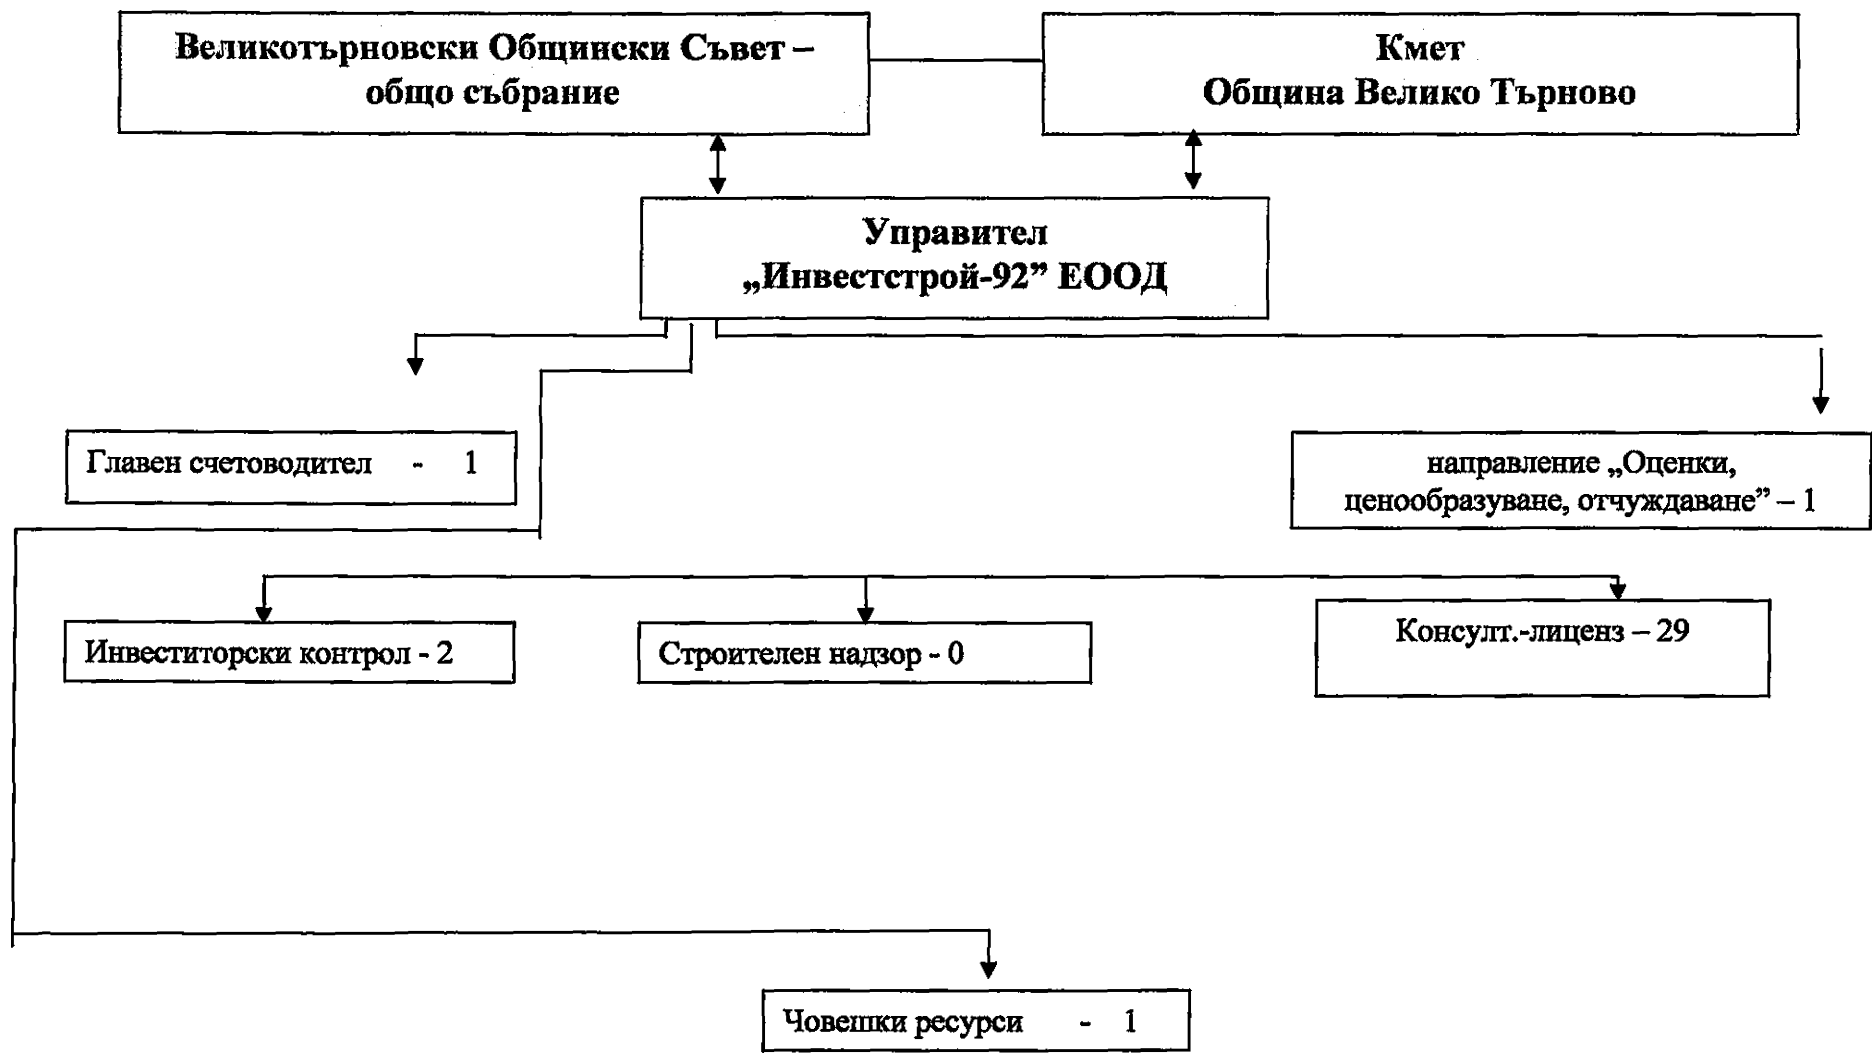 Великотърновски Общински Съвет –
общо събрание
Кмет
Община Велико Търново
Управител
„Инвестстрой-92” ЕООД
Главен счетоводител - 1
направление „Оценки,
ценообразуване, отчуждаване” – 1
Инвеститорски контрол - 2
Строителен надзор - 0
Консулт.-лиценз – 29
Човешки ресурси - 1